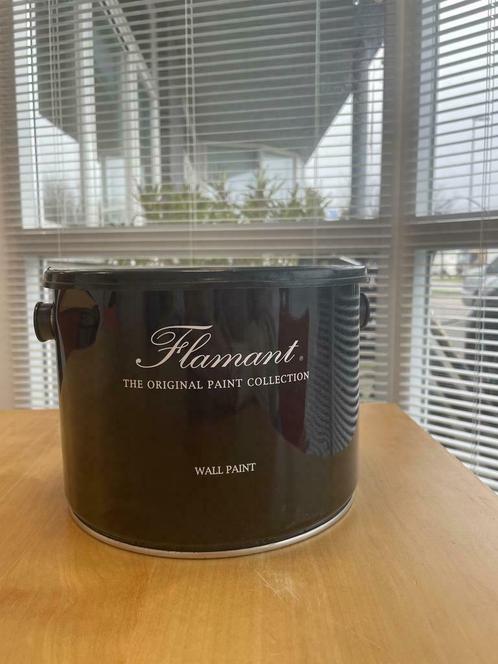 Flamant®
THE ORIGINAL PAINT COLLECTION
WALL PAINT